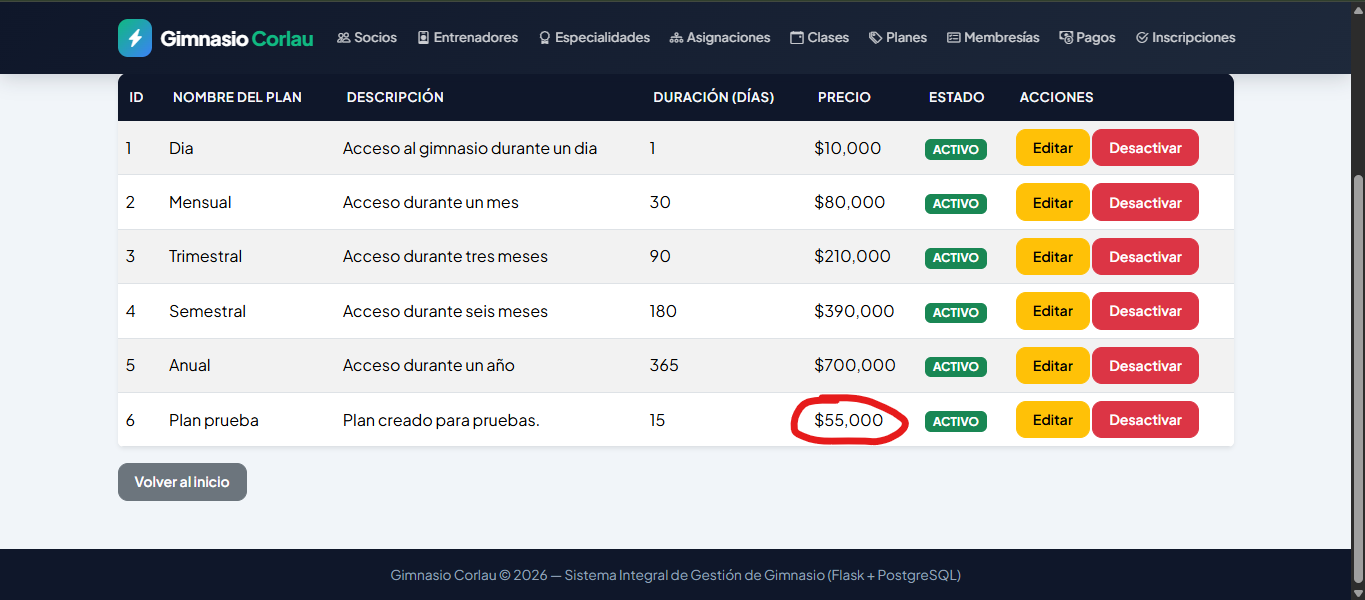 Gimnasio Corlau Socios Entrenadores Especialidades Asignaciones Clases Planes Membresías Pagos Inscripciones
ID NOMBRE DEL PLAN DESCRIPCIÓN DURACIÓN (DÍAS) PRECIO ESTADO ACCIONES
1 Dia Acceso al gimnasio durante un dia 1 $10,000 ACTIVO Editar Desactivar
2 Mensual Acceso durante un mes 30 $80,000 ACTIVO Editar Desactivar
3 Trimestral Acceso durante tres meses 90 $210,000 ACTIVO Editar Desactivar
4 Semestral Acceso durante seis meses 180 $390,000 ACTIVO Editar Desactivar
5 Anual Acceso durante un año 365 $700,000 ACTIVO Editar Desactivar
6 Plan prueba Plan creado para pruebas. 15 $55,000 ACTIVO Editar Desactivar
Volver al inicio
Gimnasio Corlau © 2026 — Sistema Integral de Gestión de Gimnasio (Flask + PostgreSQL)